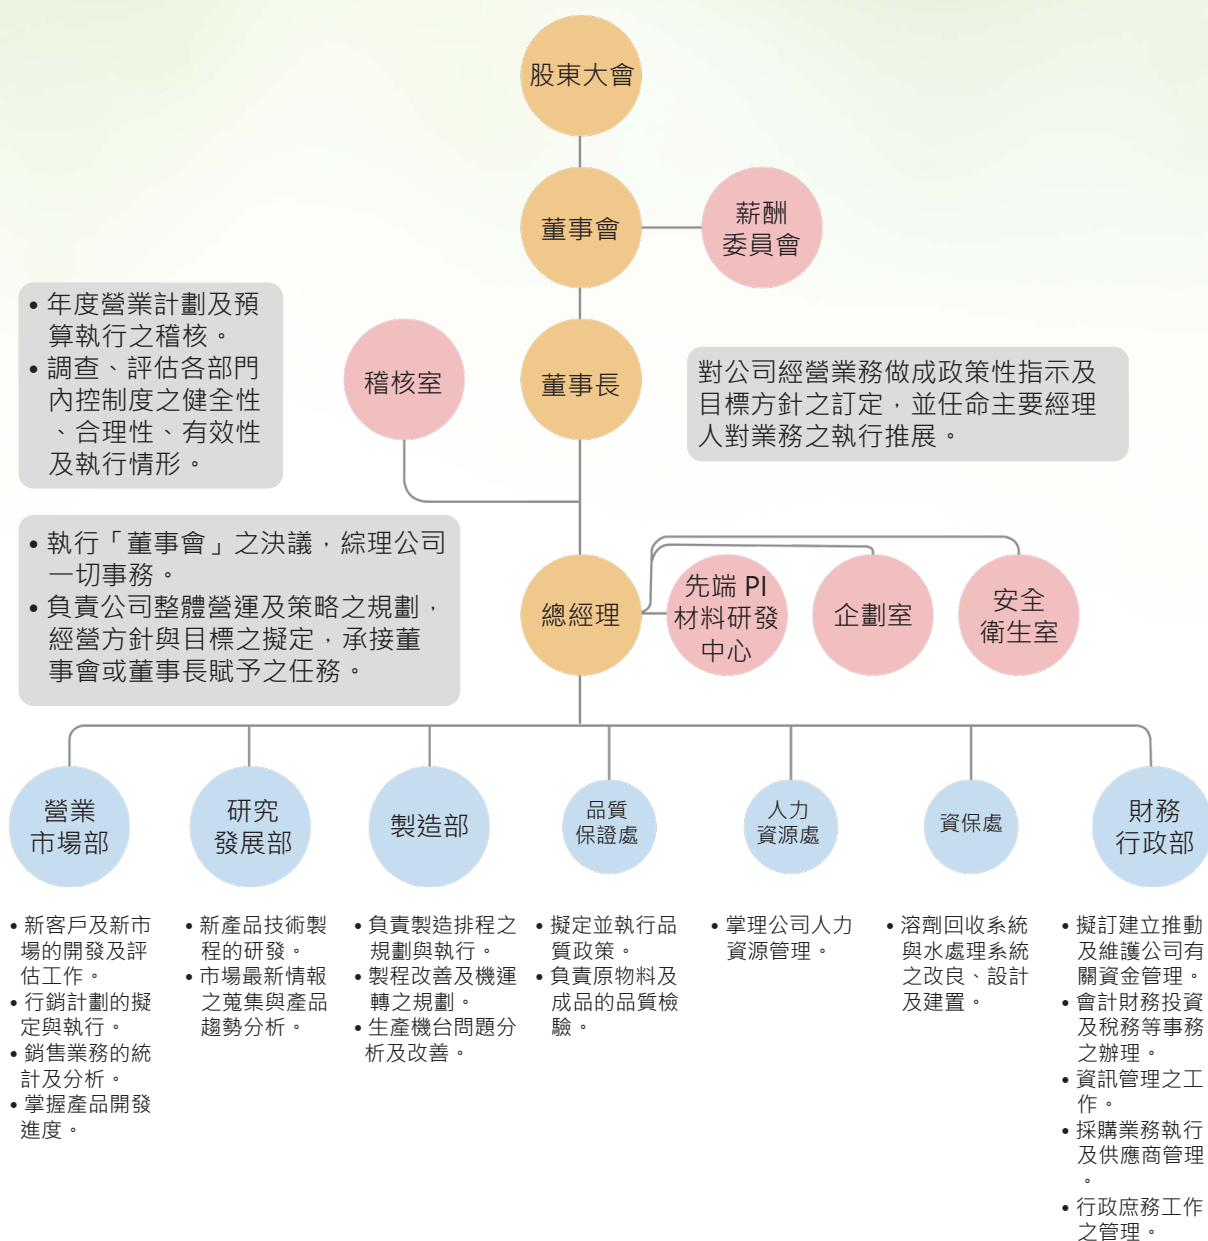 股東大會
董事會
薪酬
委員會
• 年度營業計劃及預
算執行之稽核。
• 調查、評估各部門
內控制度之健全性
、合理性、有效性
及執行情形。
稽核室
董事長
對公司經營業務做成政策性指示及
目標方針之訂定，並任命主要經理
人對業務之執行推展。
• 執行「董事會」之決議，綜理公司
一切事務。
• 負責公司整體營運及策略之規劃，
經營方針與目標之擬定，承接董
事會或董事長賦予之任務。
總經理
先端 PI
材料研發
中心
企劃室
安全
衛生室
營業
市場部
研究
發展部
製造部
品質
保證處
人力
資源處
資保處
財務
行政部
• 新客戶及新市
場的開發及評
估工作。
• 行銷計劃的擬
定與執行。
• 銷售業務的統
計及分析。
• 掌握產品開發
進度。
• 新產品技術製
程的研發。
• 市場最新情報
之蒐集與產品
趨勢分析。
• 負責製造排程之
規劃與執行。
• 製程改善及機運
轉之規劃。
• 生產機台問題分
析及改善。
• 擬定並執行品
質政策。
• 負責原物料及
成品的品質檢
驗。
• 掌理公司人力
資源管理。
• 溶劑回收系統
與水處理系統
之改良、設計
及建置。
• 擬訂建立推動
及維護公司有
關資金管理。
• 會計財務投資
及稅務等事務
之辦理。
• 資訊管理之工
作。
• 採購業務執行
及供應商管理
。
• 行政庶務工作
之管理。